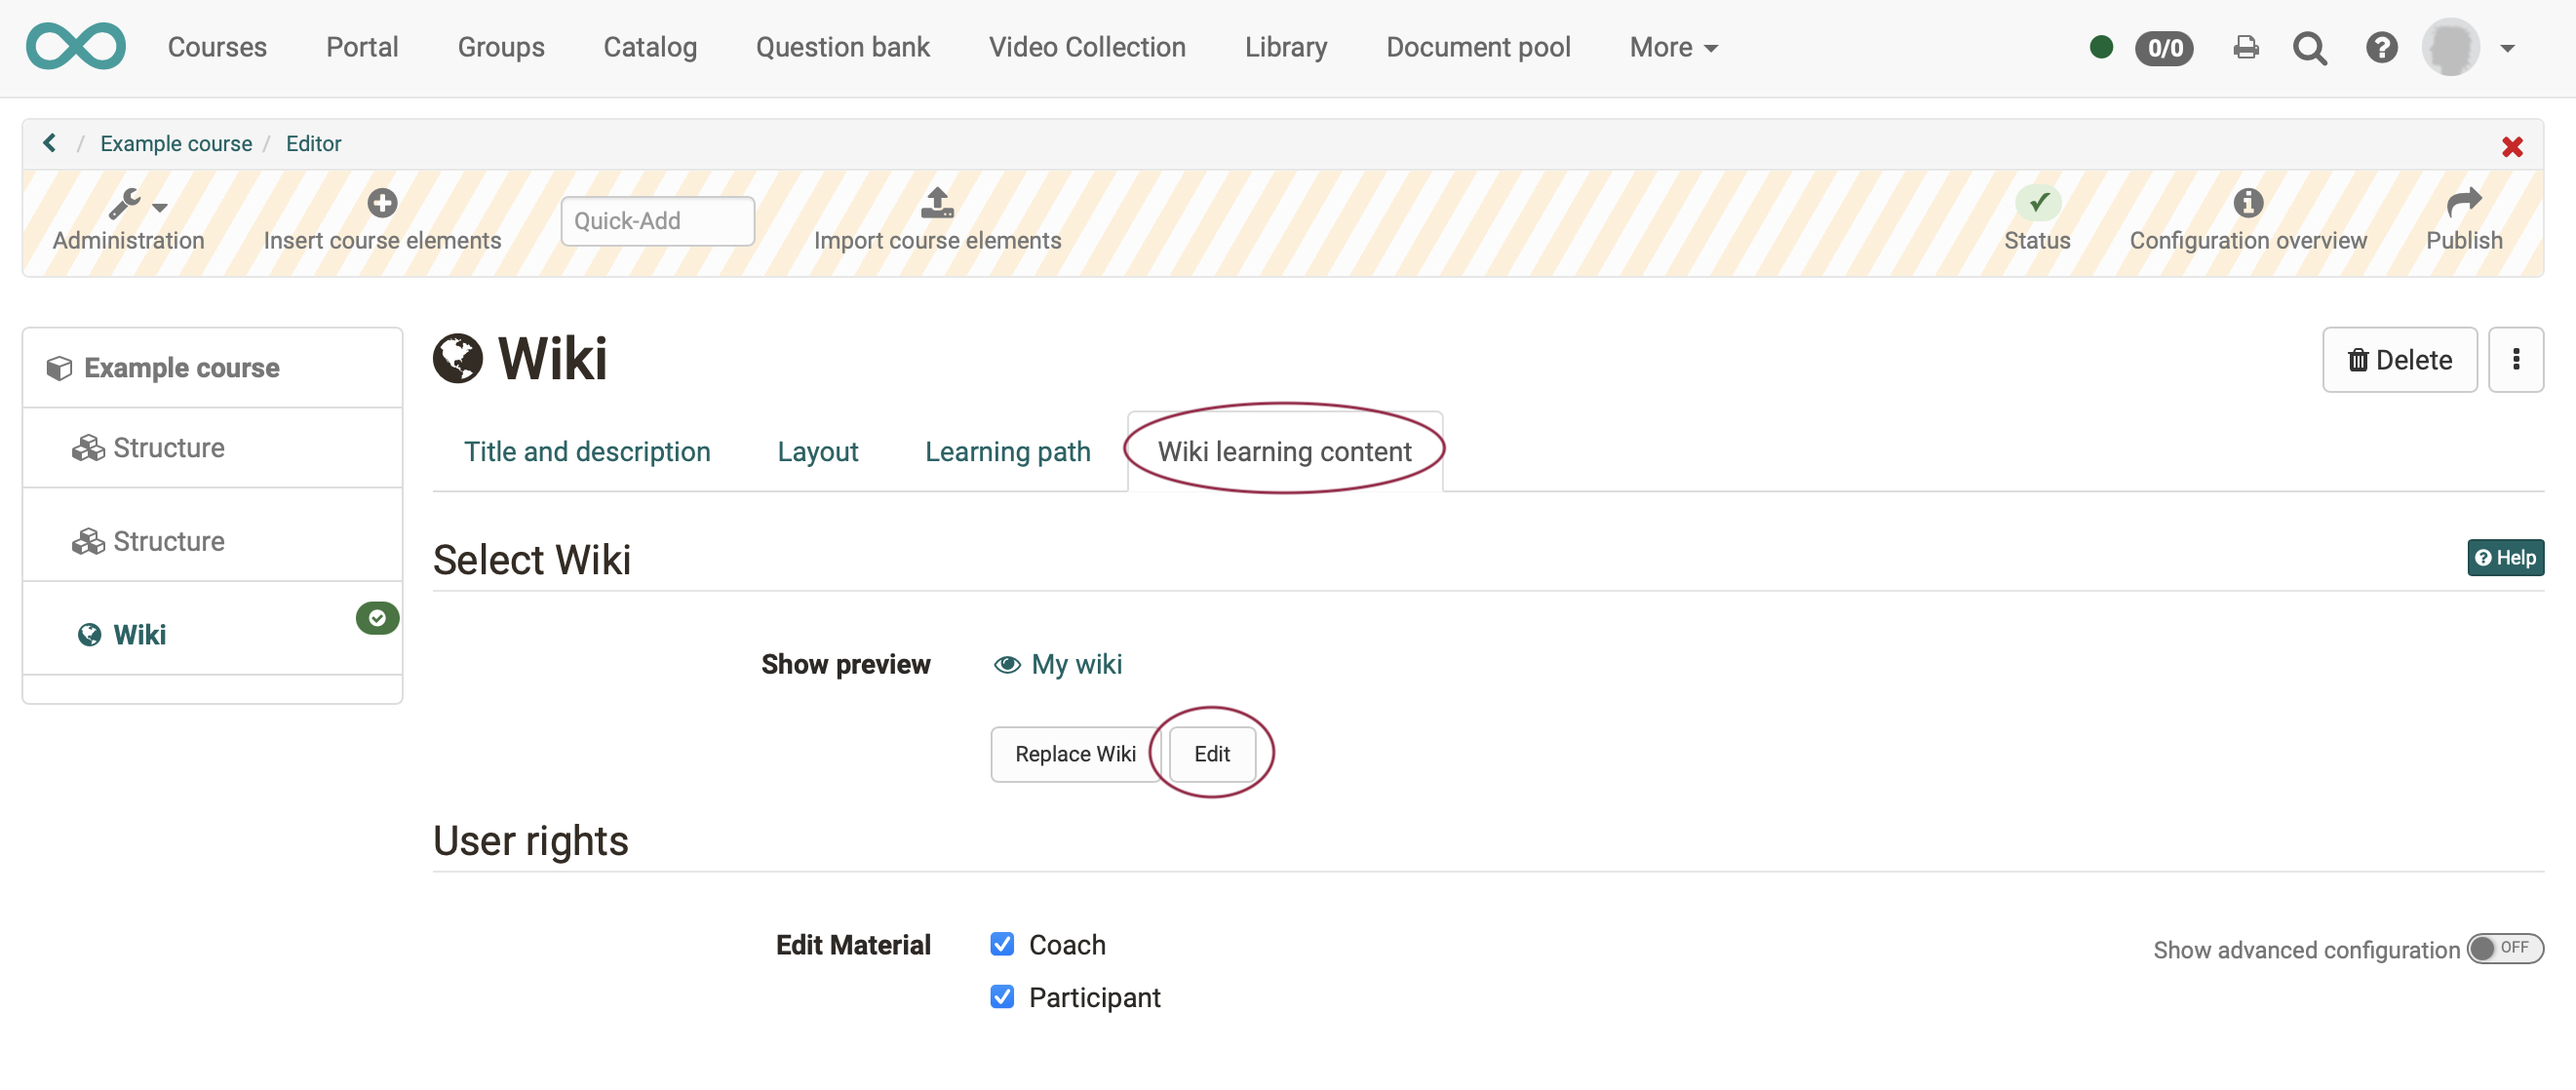 Courses Portal Groups Catalog Question bank Video Collection Library Document pool More 0/0
/ Example course / Editor
Administration Insert course elements Quick-Add Import course elements Status Configuration overview Publish
Example course
Structure
Structure
Wiki
Wiki
Delete
Title and description Layout Learning path Wiki learning content
Select Wiki
Help
Show preview My wiki
Replace Wiki Edit
User rights
Edit Material Coach
Participant
Show advanced configuration OFF